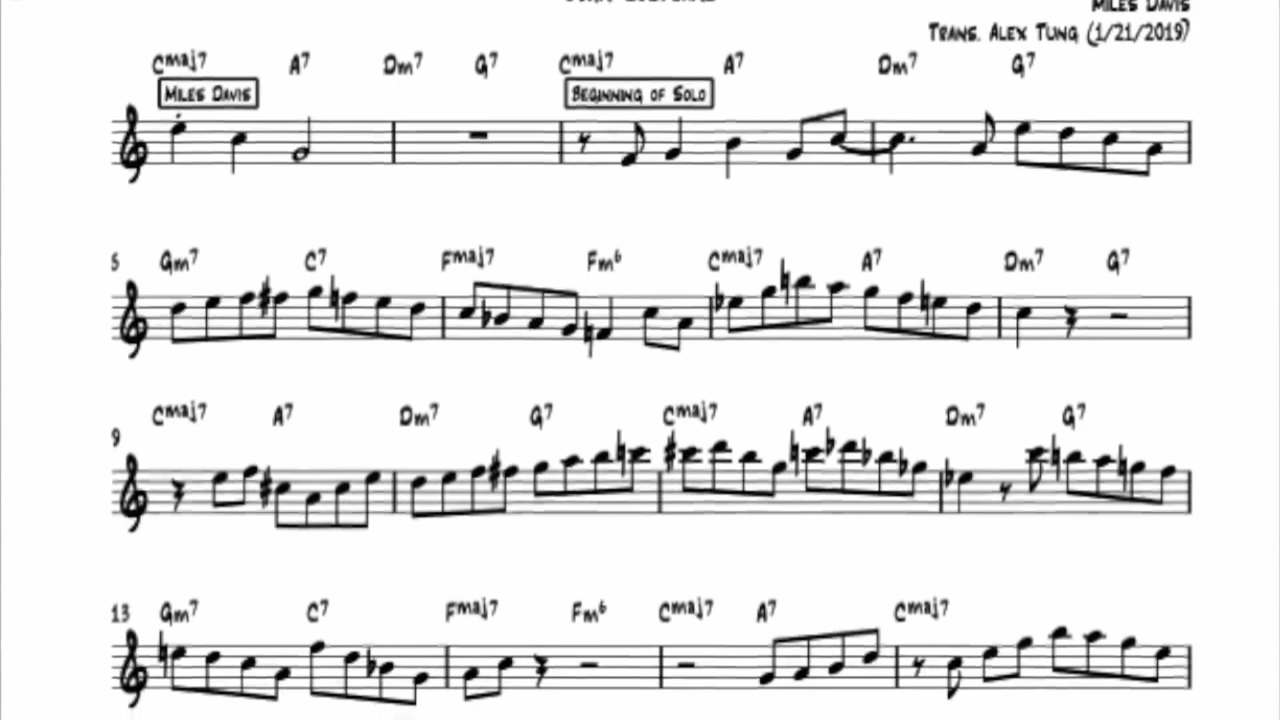 Miles Davis
Trans. Alex Tung (1/21/2019)
Cmaj7 A7 Dm7 G7 Cmaj7 A7 Dm7 G7
Miles Davis Beginning of Solo
5 Gm7 C7 Fmaj7 Fm6 Cmaj7 A7 Dm7 G7
Cmaj7 A7 Dm7 G7 Cmaj7 A7 Dm7 G7
9
13 Gm7 C7 Fmaj7 Fm6 Cmaj7 A7 Cmaj7